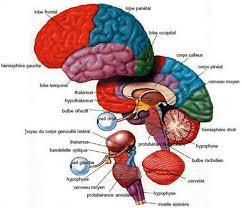 lobe frontal
lobe pariétal
lobe occipital
corps calleux
corps pinéal
cerveau moyen
hémisphère gauche
lobe temporal
thalamus
hypothalamus
bulbe olfactif
hémisphère droit
noyau du corps genouillé latéral
bandelette optique
hypophyse
protubérance annulaire
thalamus
bulbe rachidien
cervelet
hypophyse
cerveau moyen
protubérance annulaire
hypophyse
moelle épinière